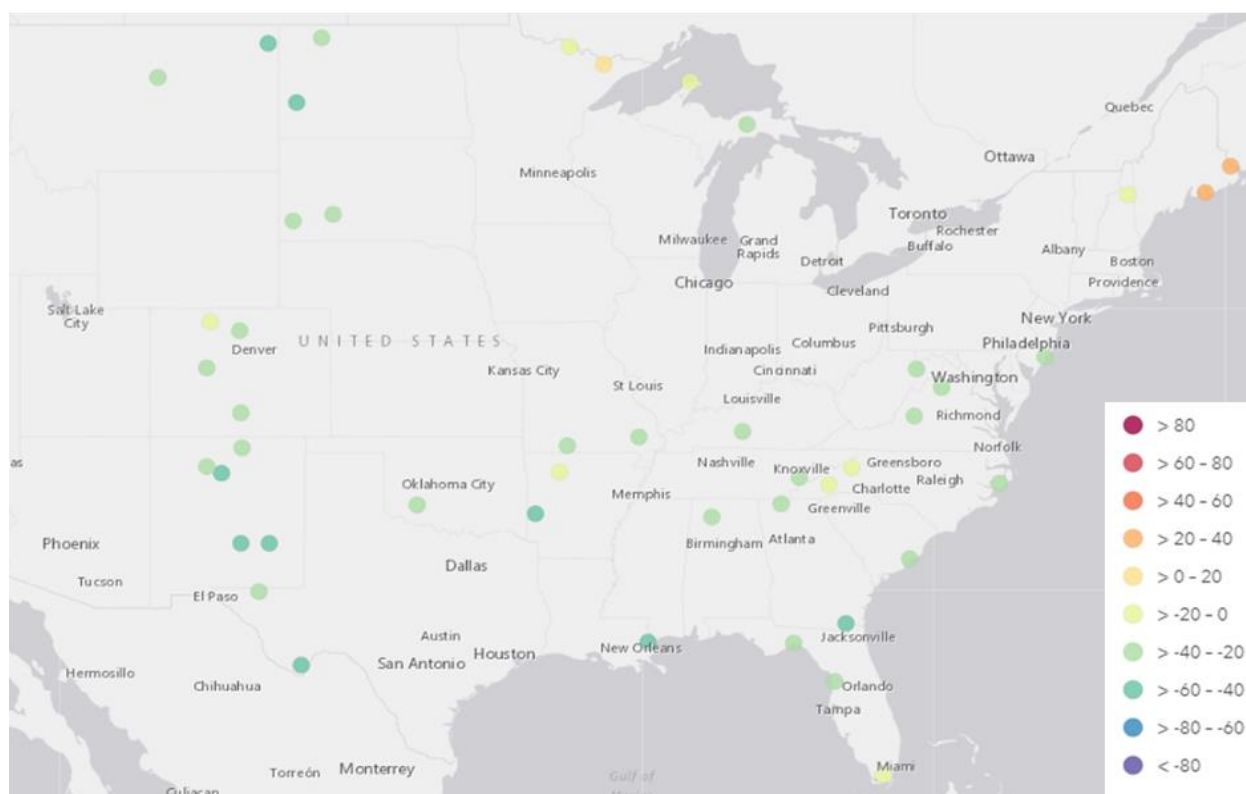 Quebec
Ottawa
Minneapolis
Toronto
Rochester
Milwaukee
Grand
Rapids
Buffalo
Albany
Detroit
Boston
Chicago
Cleveland
Providence
Salt Lake
City
New York
Pittsburgh
UNITED STATES
Denver
Indianapolis
Columbus
Philadelphia
Kansas City
Cincinnati
Washington
St Louis
Louisville
Richmond
Norfolk
as
Nashville
Knoxville
Greensboro
Oklahoma City
Memphis
Charlotte
Raleigh
Greenville
Phoenix
Birmingham
Atlanta
Dallas
Tucson
El Paso
Austin
Jacksonville
New Orleans
San Antonio
Houston
Hermosillo
Chihuahua
Orlando
Tampa
Miami
Torreón
Monterrey
Gulf of
Culiacan
> 80
> 60 - 80
> 40 - 60
> 20 - 40
> 0 - 20
> -20 - 0
> -40 - -20
> -60 - -40
> -80 - -60
< -80